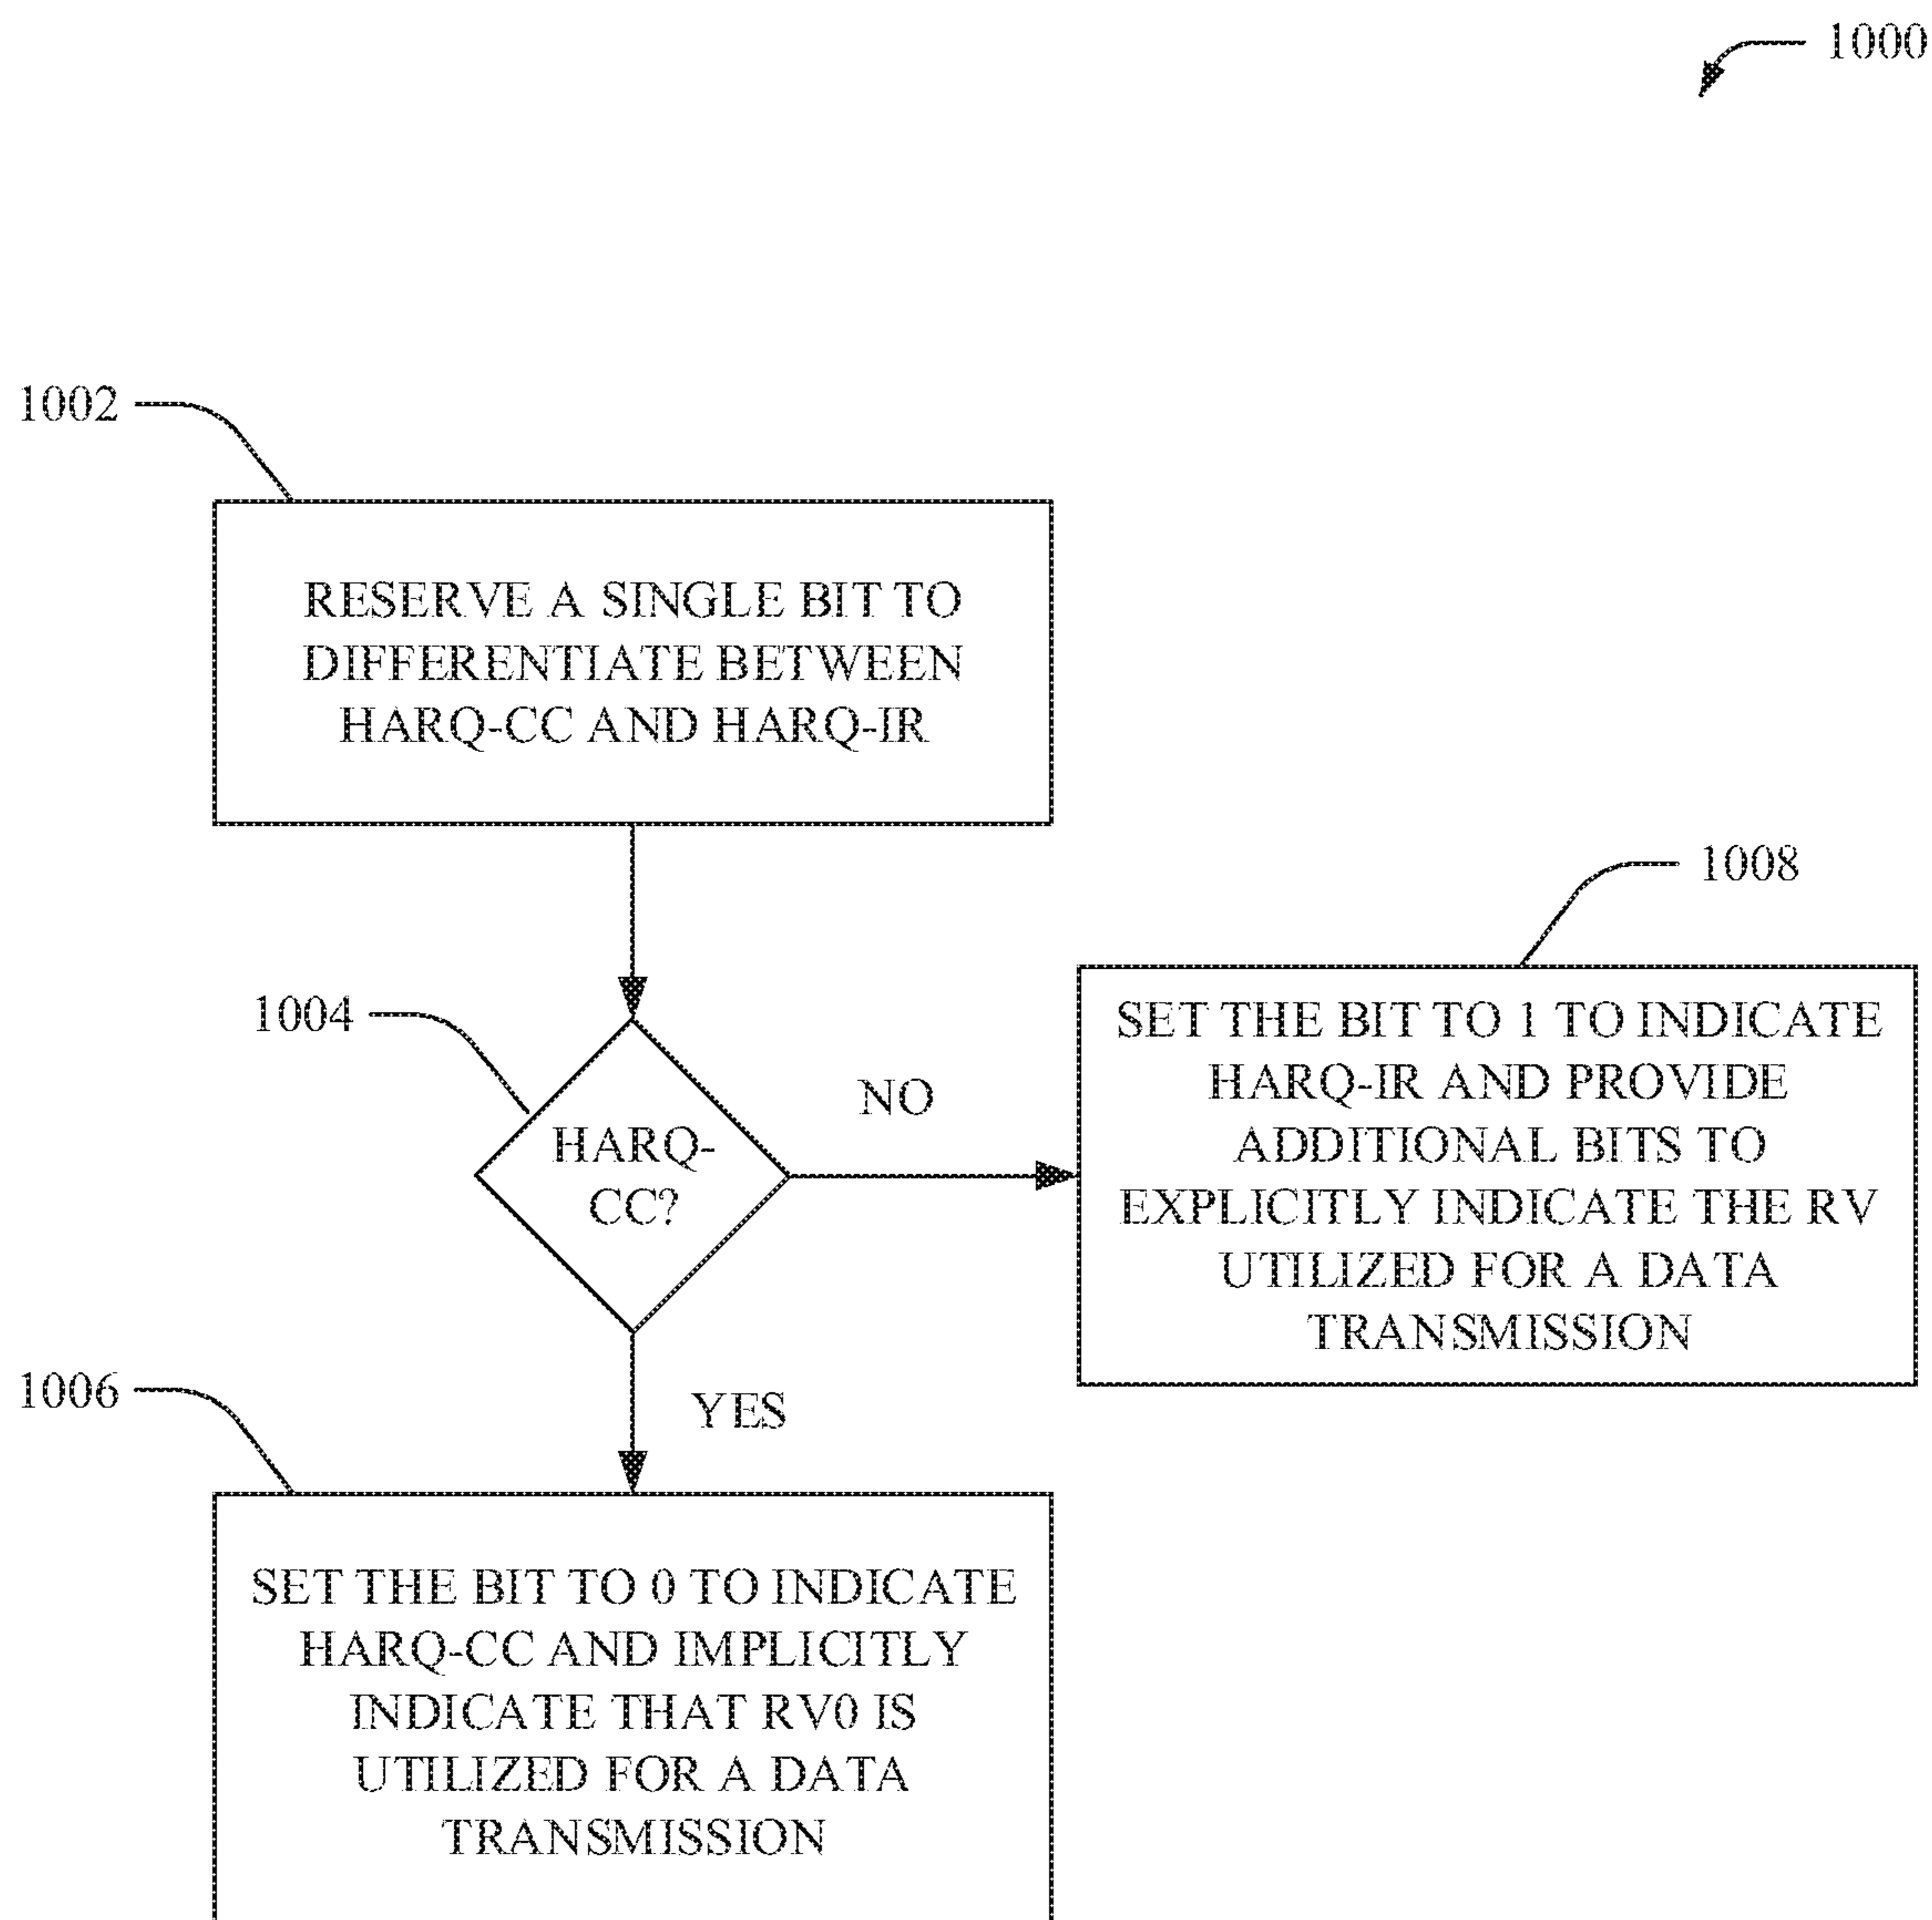 1000
1002
RESERVE A SINGLE BIT TO
DIFFERENTIATE BETWEEN
HARQ-CC AND HARQ-IR
1004
HARQ-
CC?
NO
1008
SET THE BIT TO 1 TO INDICATE
HARQ-IR AND PROVIDE
ADDITIONAL BITS TO
EXPLICITLY INDICATE THE RV
UTILIZED FOR A DATA
TRANSMISSION
YES
1006
SET THE BIT TO 0 TO INDICATE
HARQ-CC AND IMPLICITLY
INDICATE THAT RV0 IS
UTILIZED FOR A DATA
TRANSMISSION